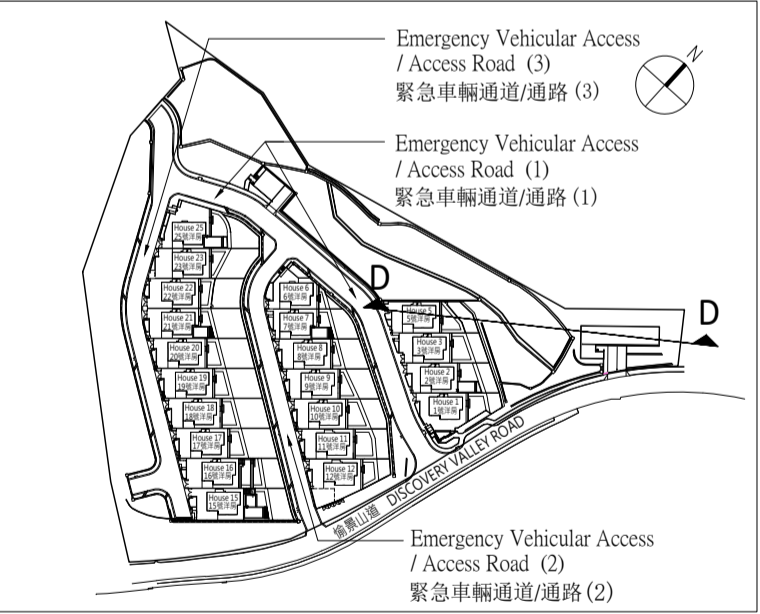 Emergency Vehicular Access
/ Access Road (3)
緊急車輛通道/通路 (3)
N
Emergency Vehicular Access
/ Access Road (1)
緊急車輛通道/通路 (1)
House 25
25號洋房
House 23
23號洋房
House 22
22號洋房
House 21
21號洋房
House 20
20號洋房
House 19
19號洋房
House 18
18號洋房
House 17
17號洋房
House 16
16號洋房
House 15
15號洋房
House 6
6號洋房
House 7
7號洋房
House 8
8號洋房
House 9
9號洋房
House 10
10號洋房
House 11
11號洋房
House 12
12號洋房
D
House 5
5號洋房
House 3
3號洋房
House 2
2號洋房
House 1
1號洋房
D
愉景山道 DISCOVERY VALLEY ROAD
Emergency Vehicular Access
/ Access Road (2)
緊急車輛通道/通路 (2)